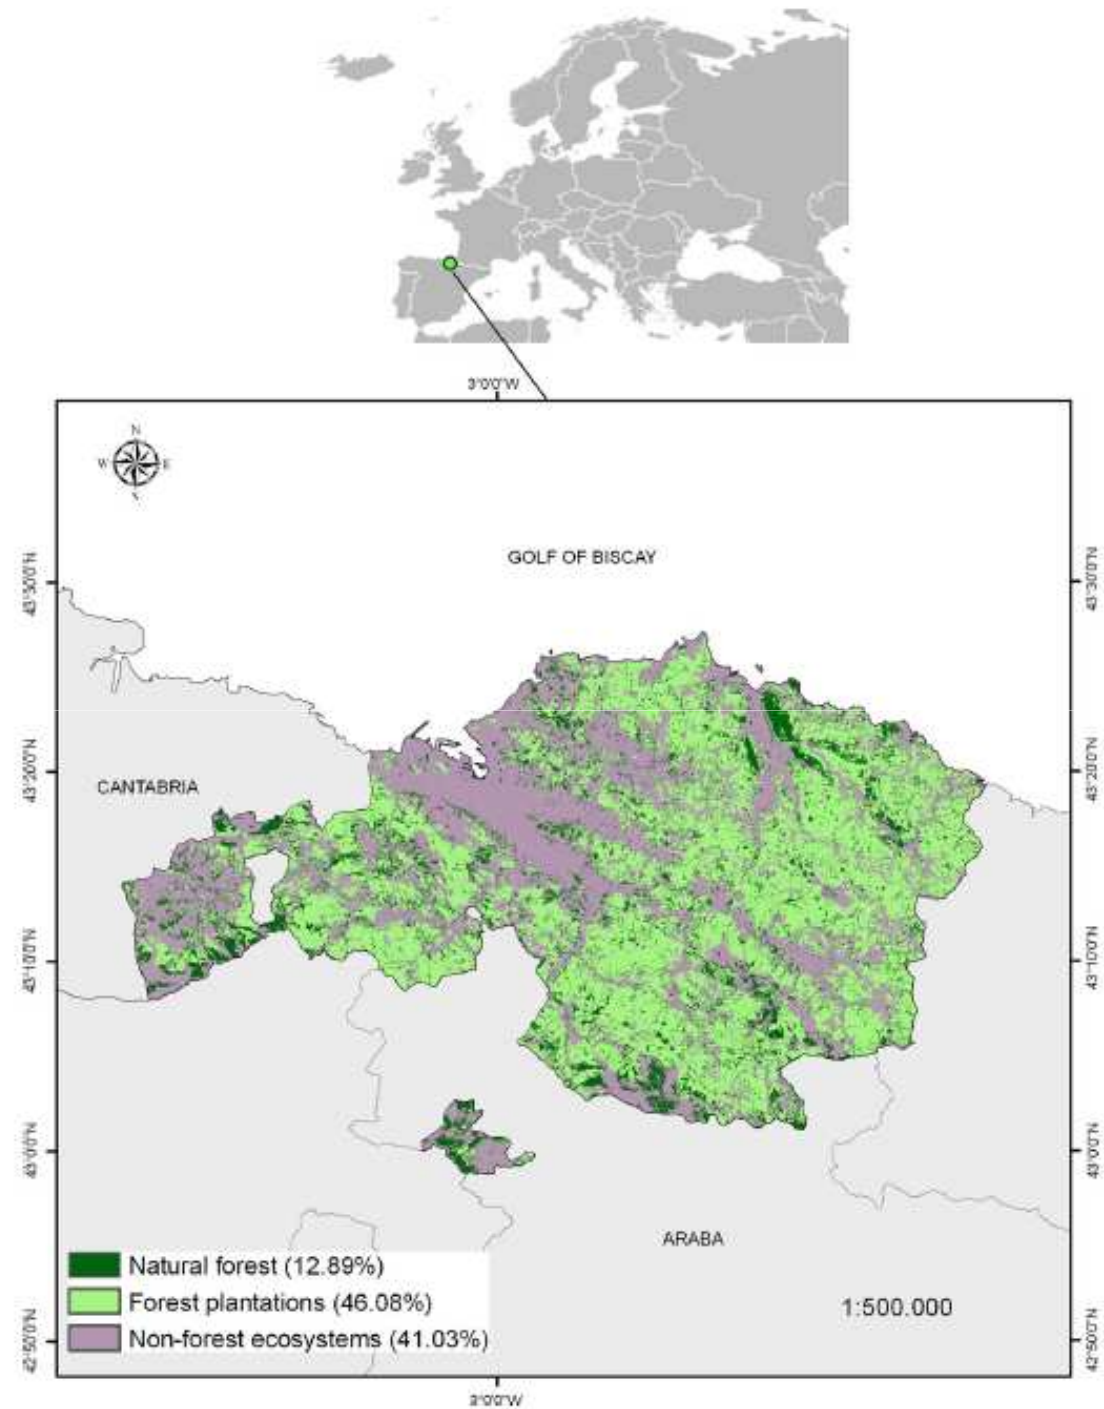 3°0'0"W
N
W E
S
GOLF OF BISCAY
43°30'0"N 43°30'0"N
43°20'0"N 43°20'0"N
CANTABRIA
43°10'0"N 43°10'0"N
43°0'0"N 43°0'0"N
ARABA
Natural forest (12.89%)
Forest plantations (46.08%)
1:500.000
Non-forest ecosystems (41.03%)
42°50'0"N 42°50'0"N
3°0'0"W